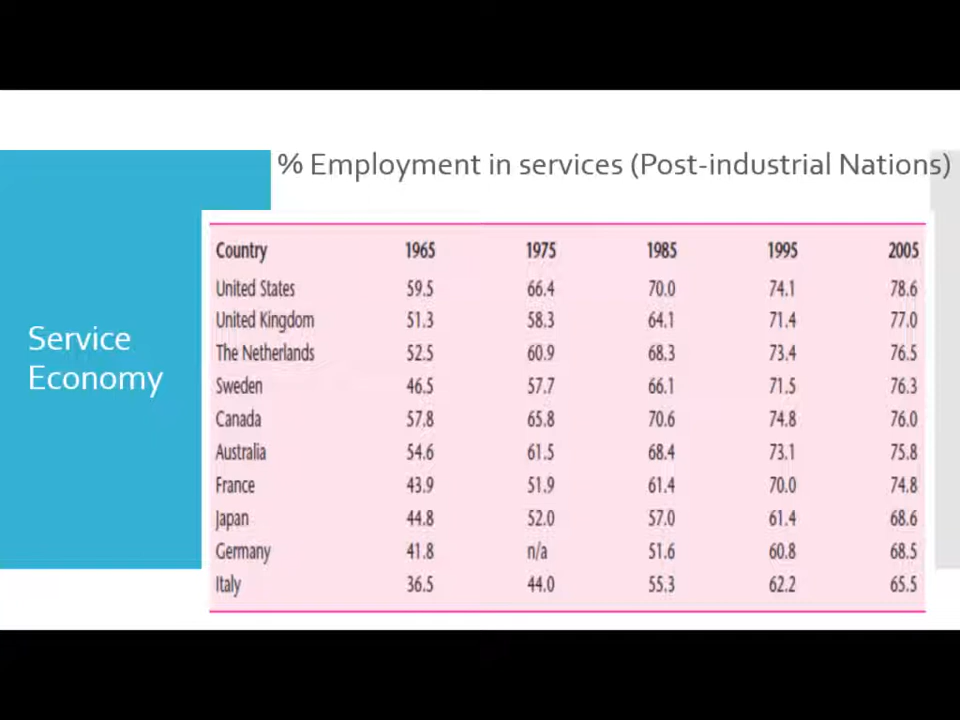 % Employment in services (Post-industrial Nations)
Service
Economy
Country 1965 1975 1985 1995 2005
United States 59.5 66.4 70.0 74.1 78.6
United Kingdom 51.3 58.3 64.1 71.4 77.0
The Netherlands 52.5 60.9 68.3 73.4 76.5
Sweden 46.5 57.7 66.1 71.5 76.3
Canada 57.8 65.8 70.6 74.8 76.0
Australia 54.6 61.5 68.4 73.1 75.8
France 43.9 51.9 61.4 70.0 74.8
Japan 44.8 52.0 57.0 61.4 68.6
Germany 41.8 n/a 51.6 60.8 68.5
Italy 36.5 44.0 55.3 62.2 65.5